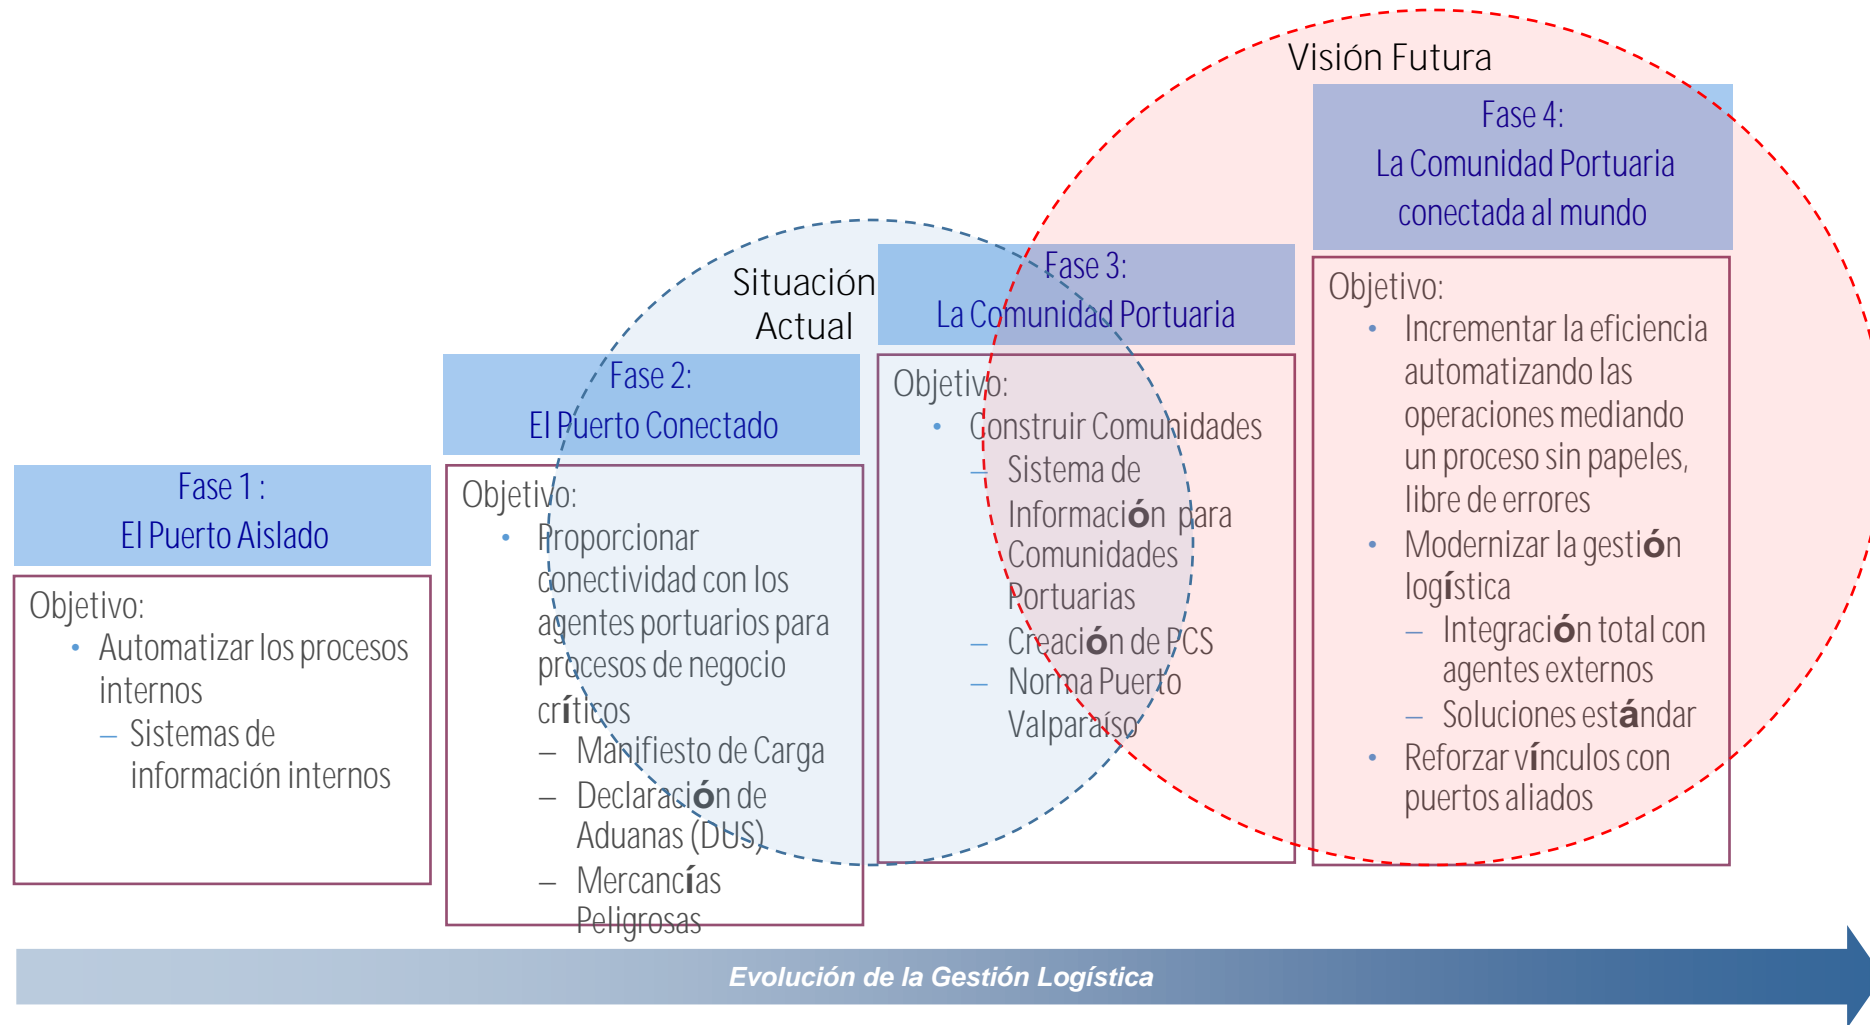 Visión Futura
Situación
Actual
Fase 1 :
El Puerto Aislado
Objetivo:
• Automatizar los procesos
internos
– Sistemas de
información internos
Fase 2:
El Puerto Conectado
Objetivo:
• Proporcionar
conectividad con los
agentes portuarios para
procesos de negocio
críticos
– Manifiesto de Carga
– Declaración de
Aduanas (DUS)
– Mercancías
Peligrosas
Fase 3:
La Comunidad Portuaria
Objetivo:
• Construir Comunidades
– Sistema de
Información para
Comunidades
Portuarias
– Creación de PCS
– Norma Puerto
Valparaíso
Fase 4:
La Comunidad Portuaria
conectada al mundo
Objetivo:
• Incrementar la eficiencia
automatizando las
operaciones mediando
un proceso sin papeles,
libre de errores
• Modernizar la gestión
logística
– Integración total con
agentes externos
– Soluciones estándar
• Reforzar vínculos con
puertos aliados
Evolución de la Gestión Logística